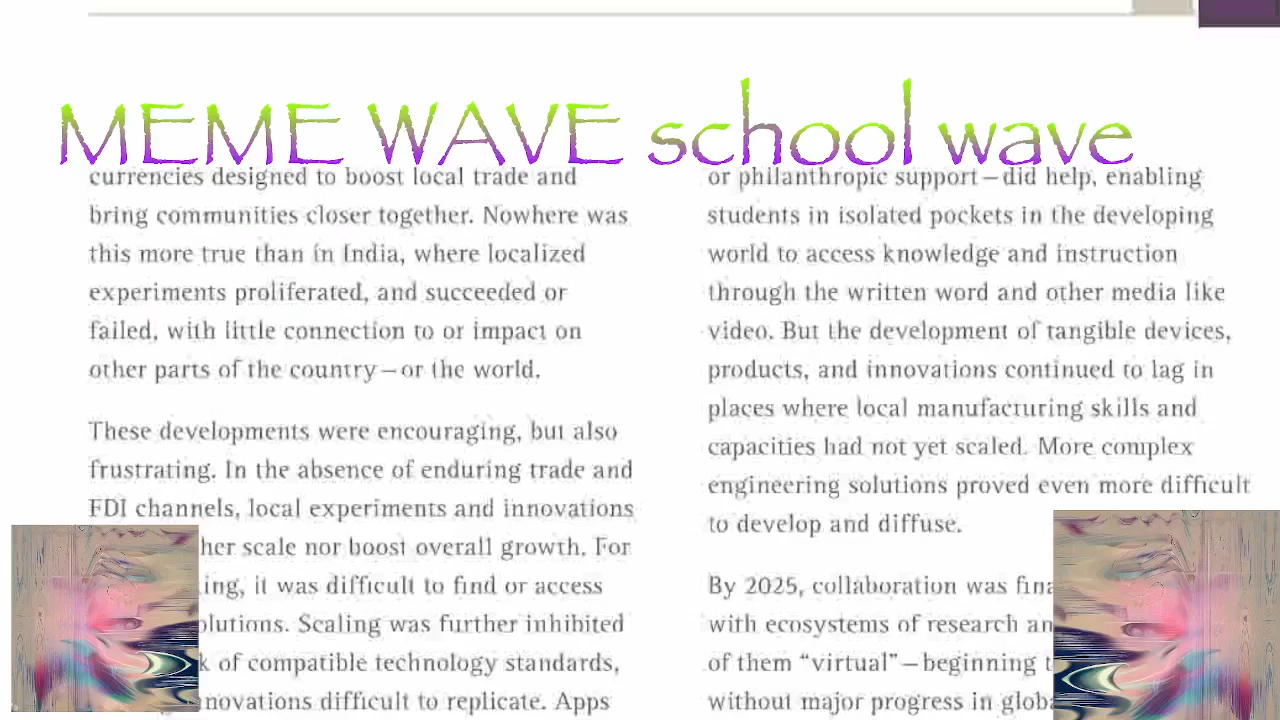 MEME WAVE school wave
currencies designed to boost local trade and
bring communities closer together. Nowhere was
this more true than in India, where localized
experiments proliferated, and succeeded or
failed, with little connection to or impact on
other parts of the country—or the world.
These developments were encouraging, but also
frustrating. In the absence of enduring trade and
FDI channels, local experiments and innovations
her scale nor boost overall growth. For
ing, it was difficult to find or access
olutions. Scaling was further inhibited
k of compatible technology standards,
novations difficult to replicate. Apps
or philanthropic support—did help, enabling
students in isolated pockets in the developing
world to access knowledge and instruction
through the written word and other media like
video. But the development of tangible devices,
products, and innovations continued to lag in
places where local manufacturing skills and
capacities had not yet scaled. More complex
engineering solutions proved even more difficult
to develop and diffuse.
By 2025, collaboration was fina
with ecosystems of research an
of them “virtual”—beginning t
without major progress in globa